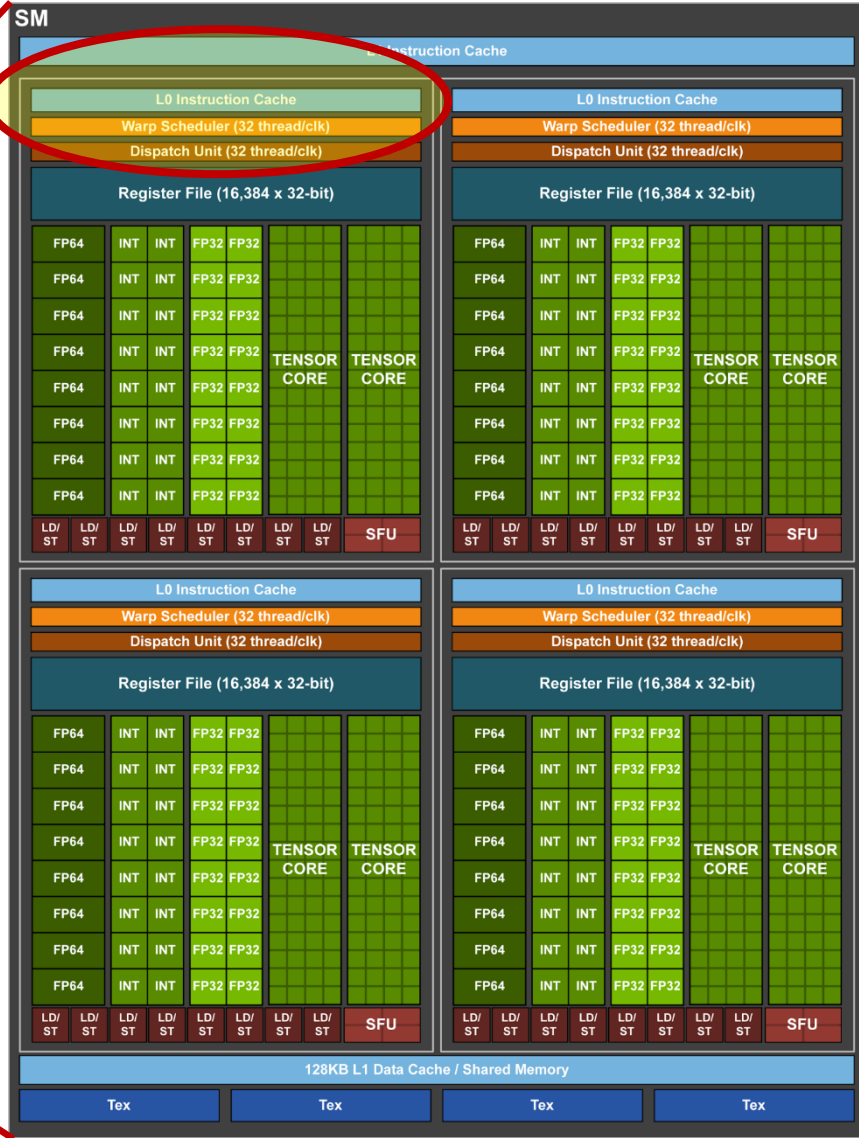 SM
Instruction Cache
L0 Instruction Cache
Warp Scheduler (32 thread/clk)
Dispatch Unit (32 thread/clk)
Register File (16,384 x 32-bit)
FP64 INT INT FP32 FP32
FP64 INT INT FP32 FP32
FP64 INT INT FP32 FP32
FP64 INT INT FP32 FP32 TENSOR TENSOR
FP64 INT INT FP32 FP32 CORE CORE
FP64 INT INT FP32 FP32
FP64 INT INT FP32 FP32
FP64 INT INT FP32 FP32
LD/ LD/ LD/ LD/ LD/ LD/ LD/ LD/
ST ST ST ST ST ST ST ST SFU
L0 Instruction Cache
Warp Scheduler (32 thread/clk)
Dispatch Unit (32 thread/clk)
Register File (16,384 x 32-bit)
FP64 INT INT FP32 FP32
FP64 INT INT FP32 FP32
FP64 INT INT FP32 FP32
FP64 INT INT FP32 FP32 TENSOR TENSOR
FP64 INT INT FP32 FP32 CORE CORE
FP64 INT INT FP32 FP32
FP64 INT INT FP32 FP32
FP64 INT INT FP32 FP32
LD/ LD/ LD/ LD/ LD/ LD/ LD/ LD/
ST ST ST ST ST ST ST ST SFU
L0 Instruction Cache
Warp Scheduler (32 thread/clk)
Dispatch Unit (32 thread/clk)
Register File (16,384 x 32-bit)
FP64 INT INT FP32 FP32
FP64 INT INT FP32 FP32
FP64 INT INT FP32 FP32
FP64 INT INT FP32 FP32 TENSOR TENSOR
FP64 INT INT FP32 FP32 CORE CORE
FP64 INT INT FP32 FP32
FP64 INT INT FP32 FP32
FP64 INT INT FP32 FP32
LD/ LD/ LD/ LD/ LD/ LD/ LD/ LD/
ST ST ST ST ST ST ST ST SFU
L0 Instruction Cache
Warp Scheduler (32 thread/clk)
Dispatch Unit (32 thread/clk)
Register File (16,384 x 32-bit)
FP64 INT INT FP32 FP32
FP64 INT INT FP32 FP32
FP64 INT INT FP32 FP32
FP64 INT INT FP32 FP32 TENSOR TENSOR
FP64 INT INT FP32 FP32 CORE CORE
FP64 INT INT FP32 FP32
FP64 INT INT FP32 FP32
FP64 INT INT FP32 FP32
LD/ LD/ LD/ LD/ LD/ LD/ LD/ LD/
ST ST ST ST ST ST ST ST SFU
128KB L1 Data Cache / Shared Memory
Tex Tex Tex Tex